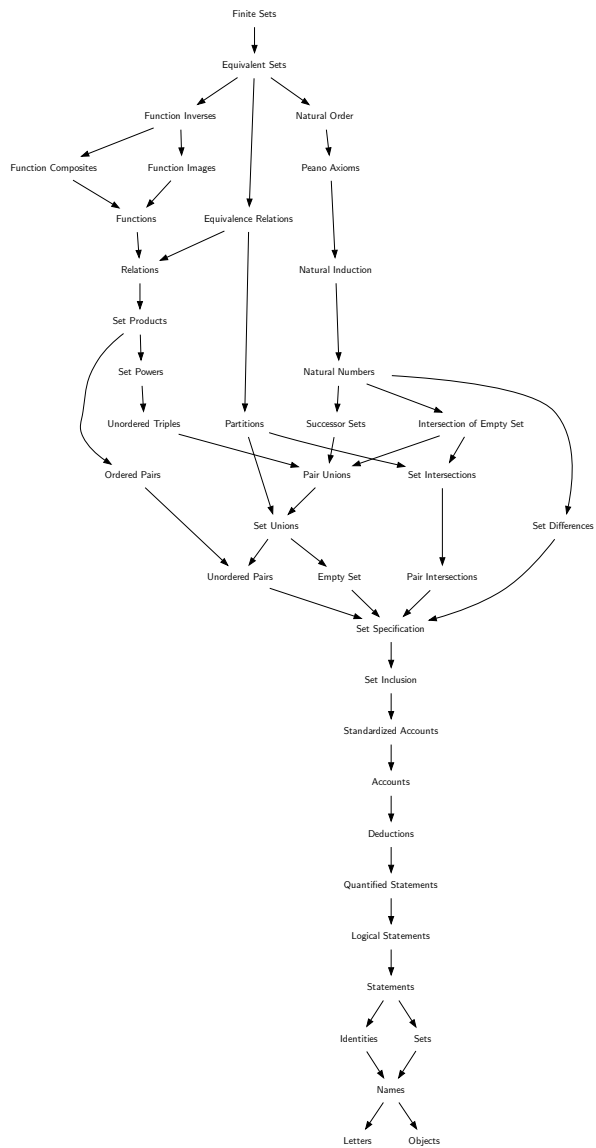 Finite Sets
Equivalent Sets
Function Inverses
Natural Order
Function Composites
Function Images
Peano Axioms
Functions
Equivalence Relations
Relations
Natural Induction
Set Products
Set Powers
Natural Numbers
Unordered Triples
Partitions
Successor Sets
Intersection of Empty Set
Ordered Pairs
Pair Unions
Set Intersections
Set Unions
Set Differences
Unordered Pairs
Empty Set
Pair Intersections
Set Specification
Set Inclusion
Standardized Accounts
Accounts
Deductions
Quantified Statements
Logical Statements
Statements
Identities
Sets
Names
Letters
Objects